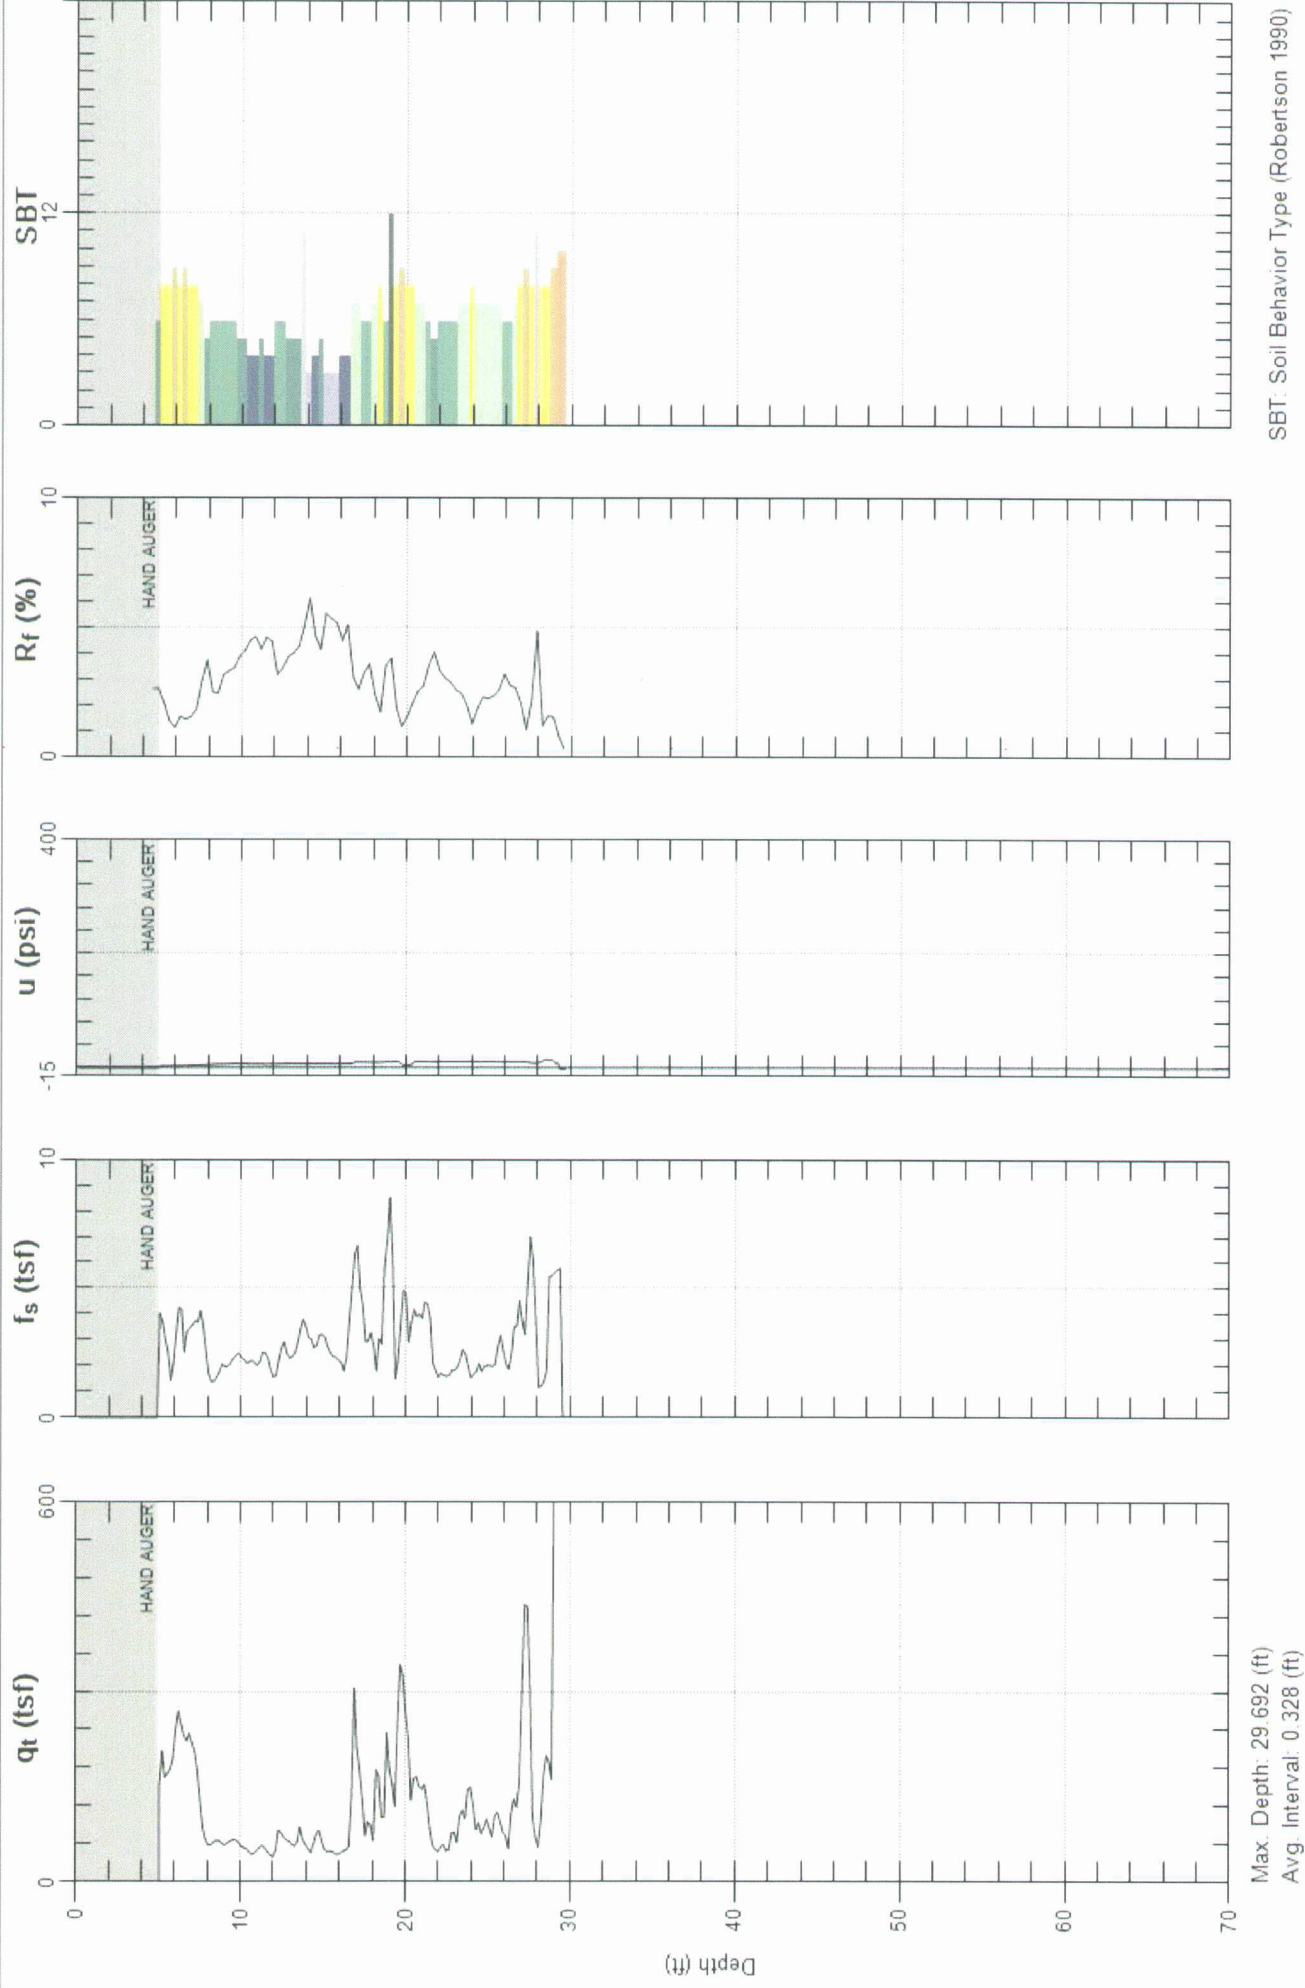 qt (tsf)
fs (tsf)
u (psi)
Rf (%)
SBT
0
600
0
10
-15
400
0
10
0
12
HAND AUGER
HAND AUGER
HAND AUGER
HAND AUGER
0
10
20
30
40
50
60
70
Depth (ft)
Max. Depth: 29.692 (ft)
Avg. Interval: 0.328 (ft)
SBT: Soil Behavior Type (Robertson 1990)